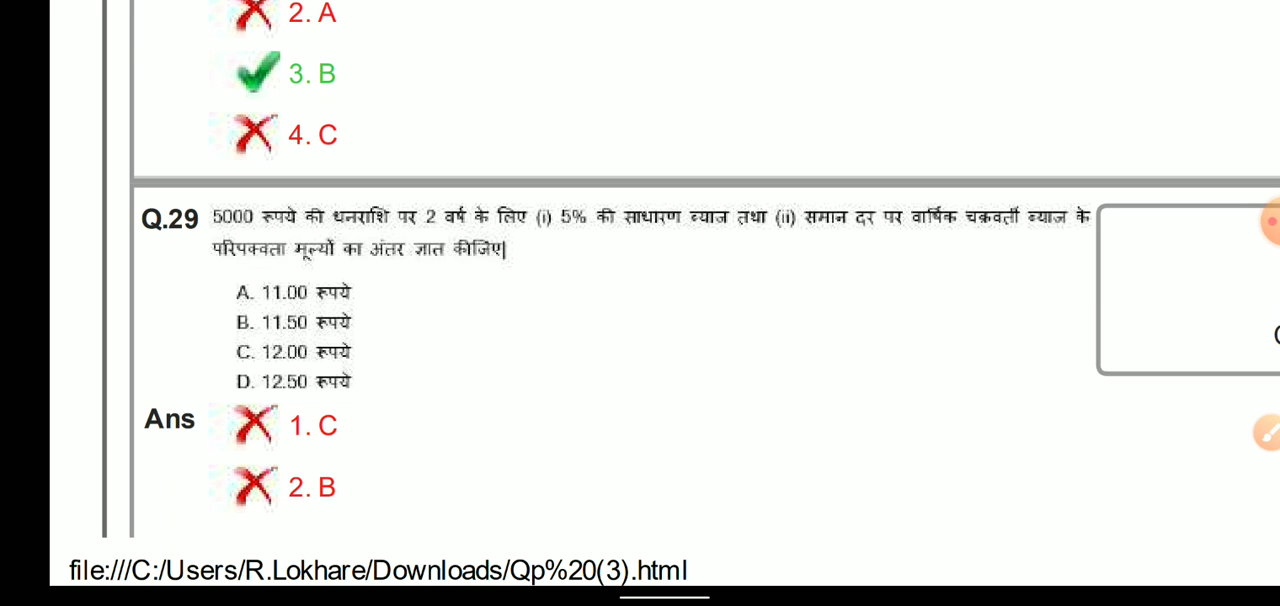 2. A
3. B
4. C
Q.29 5000 रूपये की धनराशि पर 2 वर्ष के लिए (i) 5% की साधारण ब्याज तथा (ii) समान दर पर वार्षिक चक्रवर्ती ब्याज के
परिपक्वता मूल्यों का अंतर ज्ञात कीजिए|
A. 11.00 रूपये
B. 11.50 रूपये
C. 12.00 रूपये
D. 12.50 रूपये
Ans 1. C
2. B
file:///C:/Users/R.Lokhare/Downloads/Qp%20(3).html